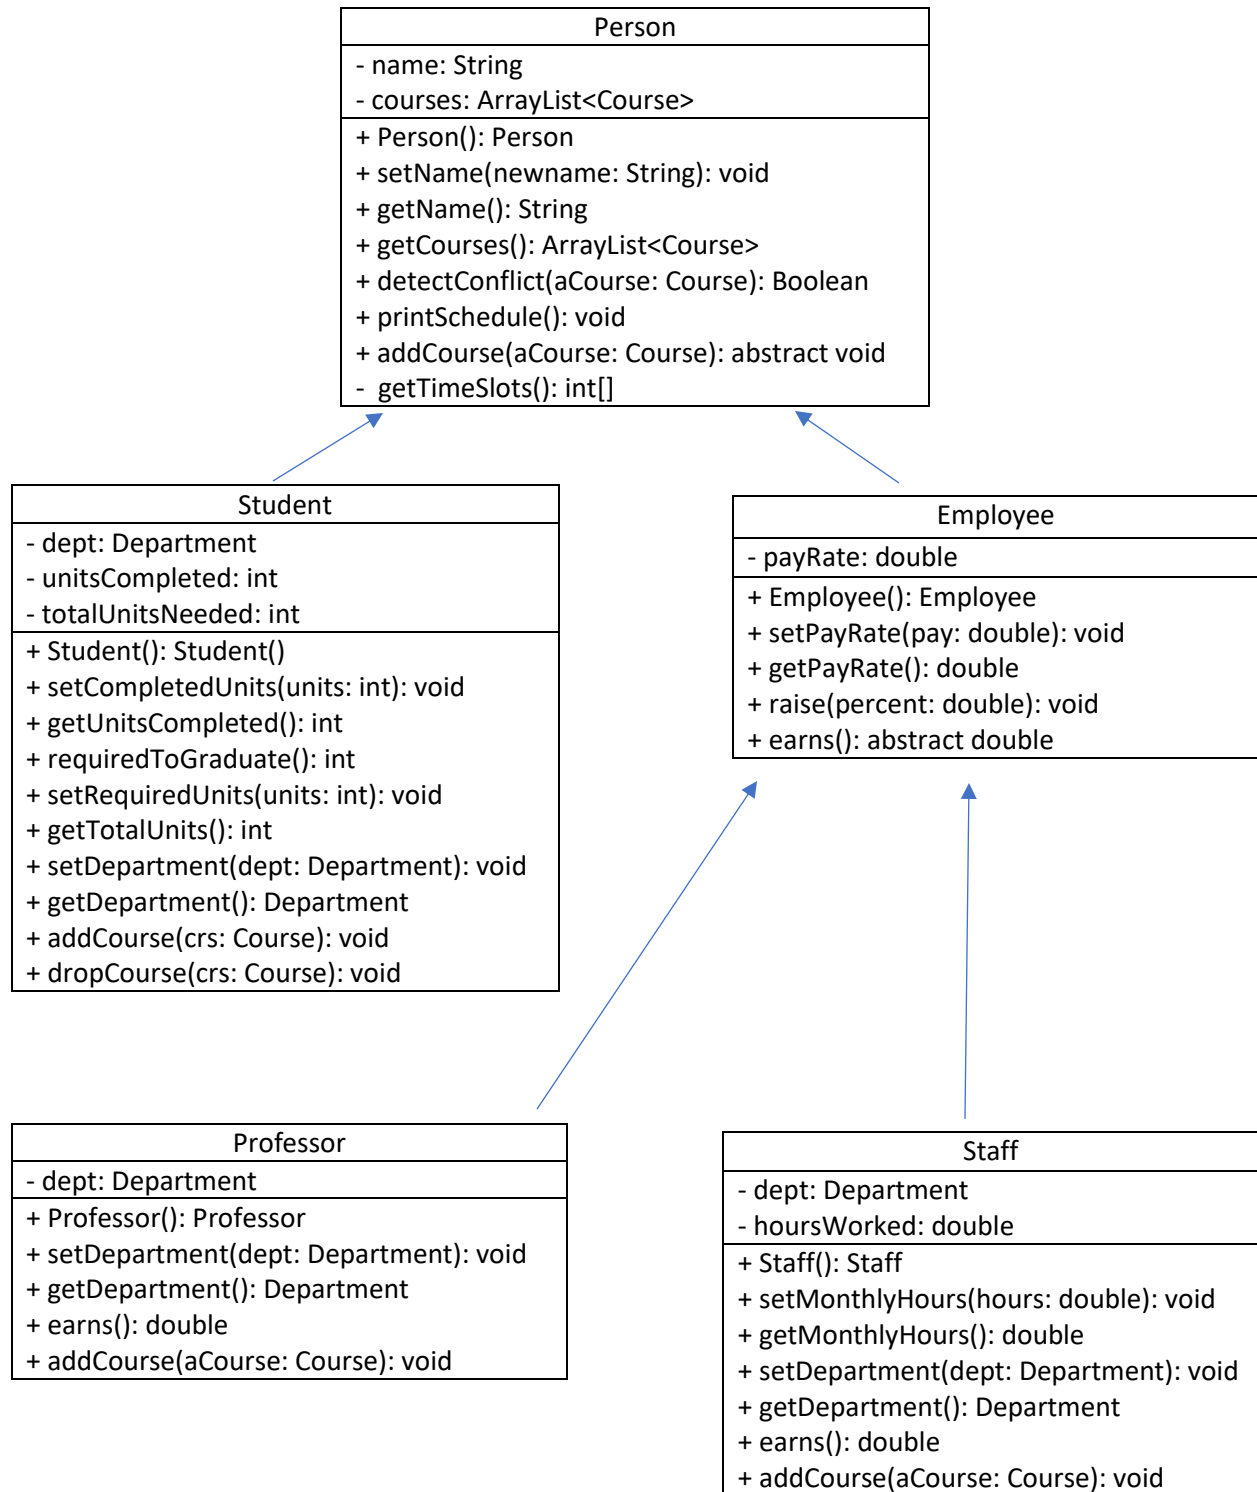 Person
- name: String
- courses: ArrayList<Course>
+ Person(): Person
+ setName(newname: String): void
+ getName(): String
+ getCourses(): ArrayList<Course>
+ detectConflict(aCourse: Course): Boolean
+ printSchedule(): void
+ addCourse(aCourse: Course): abstract void
- getTimeSlots(): int[]
Student
- dept: Department
- unitsCompleted: int
- totalUnitsNeeded: int
+ Student(): Student()
+ setCompletedUnits(units: int): void
+ getUnitsCompleted(): int
+ requiredToGraduate(): int
+ setRequiredUnits(units: int): void
+ getTotalUnits(): int
+ setDepartment(dept: Department): void
+ getDepartment(): Department
+ addCourse(crs: Course): void
+ dropCourse(crs: Course): void
Employee
- payRate: double
+ Employee(): Employee
+ setPayRate(pay: double): void
+ getPayRate(): double
+ raise(percent: double): void
+ earns(): abstract double
Professor
- dept: Department
+ Professor(): Professor
+ setDepartment(dept: Department): void
+ getDepartment(): Department
+ earns(): double
+ addCourse(aCourse: Course): void
Staff
- dept: Department
- hoursWorked: double
+ Staff(): Staff
+ setMonthlyHours(hours: double): void
+ getMonthlyHours(): double
+ setDepartment(dept: Department): void
+ getDepartment(): Department
+ earns(): double
+ addCourse(aCourse: Course): void